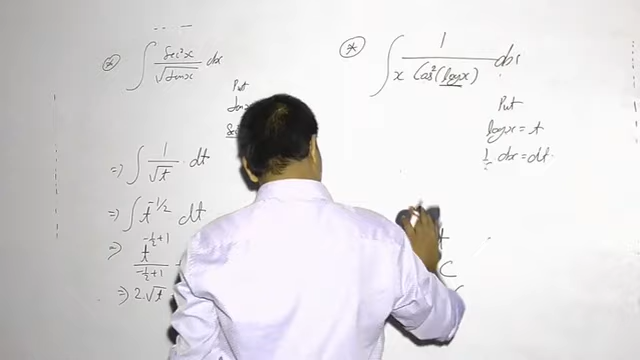 * ∫ sec²x / √tanx dx
Put
⇒ ∫ 1/√t . dt
⇒ ∫ t^(-1/2) dt
⇒ t^(-1/2+1) / (-1/2+1)
⇒ 2√t
* ∫ 1 / (x cos²(logx)) dx
Put
logx = t
1/x dx = dt
C